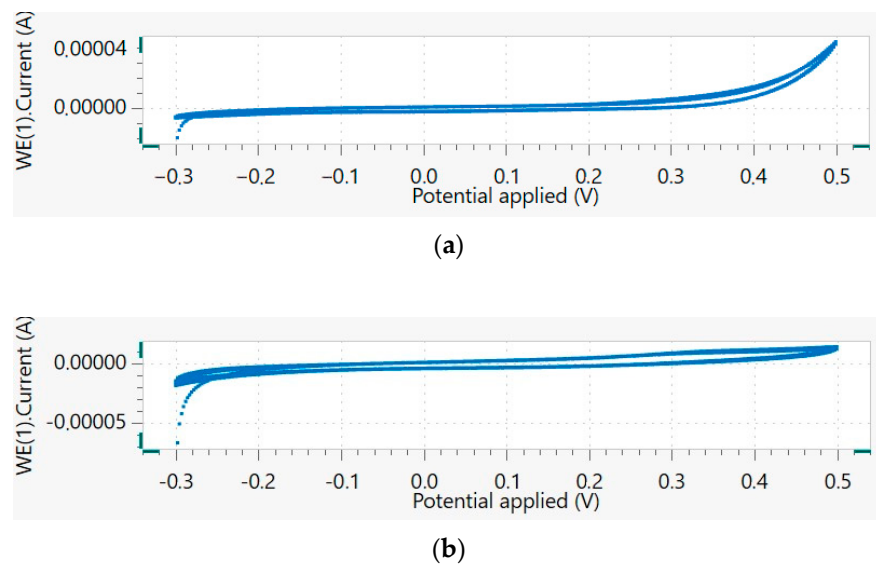 WE(1).Current (A)
0.00004
0.00000
−0.3 −0.2 −0.1 0.0 0.1 0.2 0.3 0.4 0.5
Potential applied (V)
(a)
WE(1).Current (A)
0.00000
-0.00005
-0.3 -0.2 -0.1 0.0 0.1 0.2 0.3 0.4 0.5
Potential applied (V)
(b)